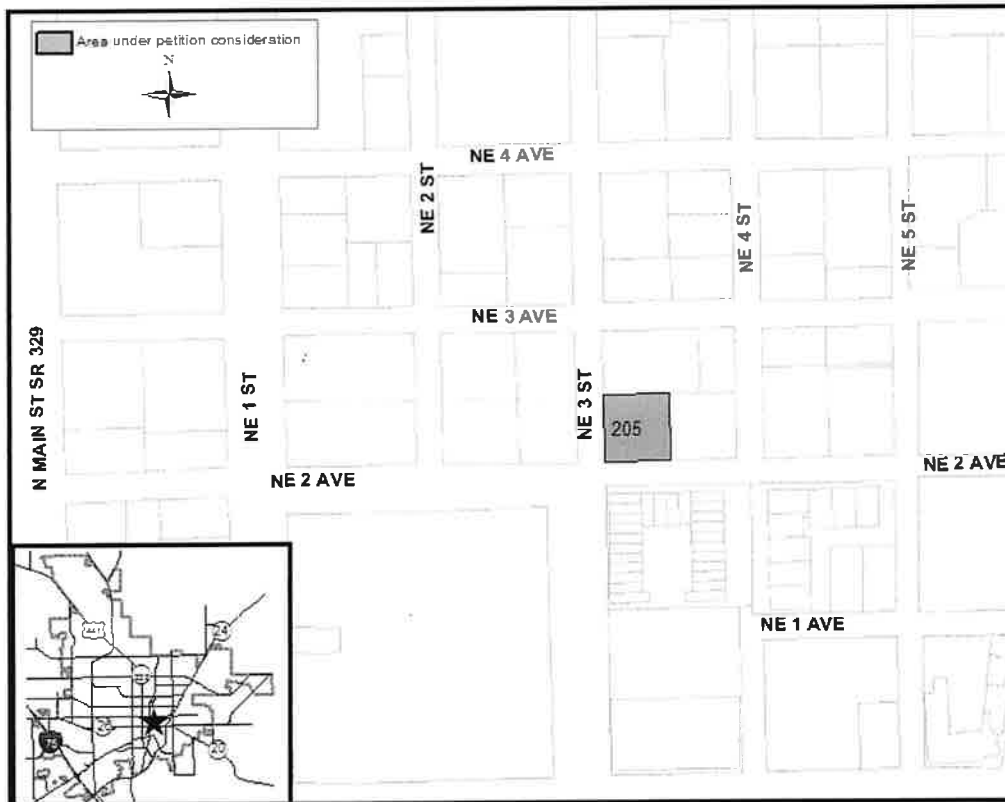 Area under petition consideration
N
NE 4 AVE
NE 2 ST
NE 4 ST
NE 5 ST
NE 3 AVE
N MAIN ST SR 329
NE 1 ST
NE 3 ST
205
NE 2 AVE
NE 2 AVE
NE 1 AVE
441
24
26
75
20